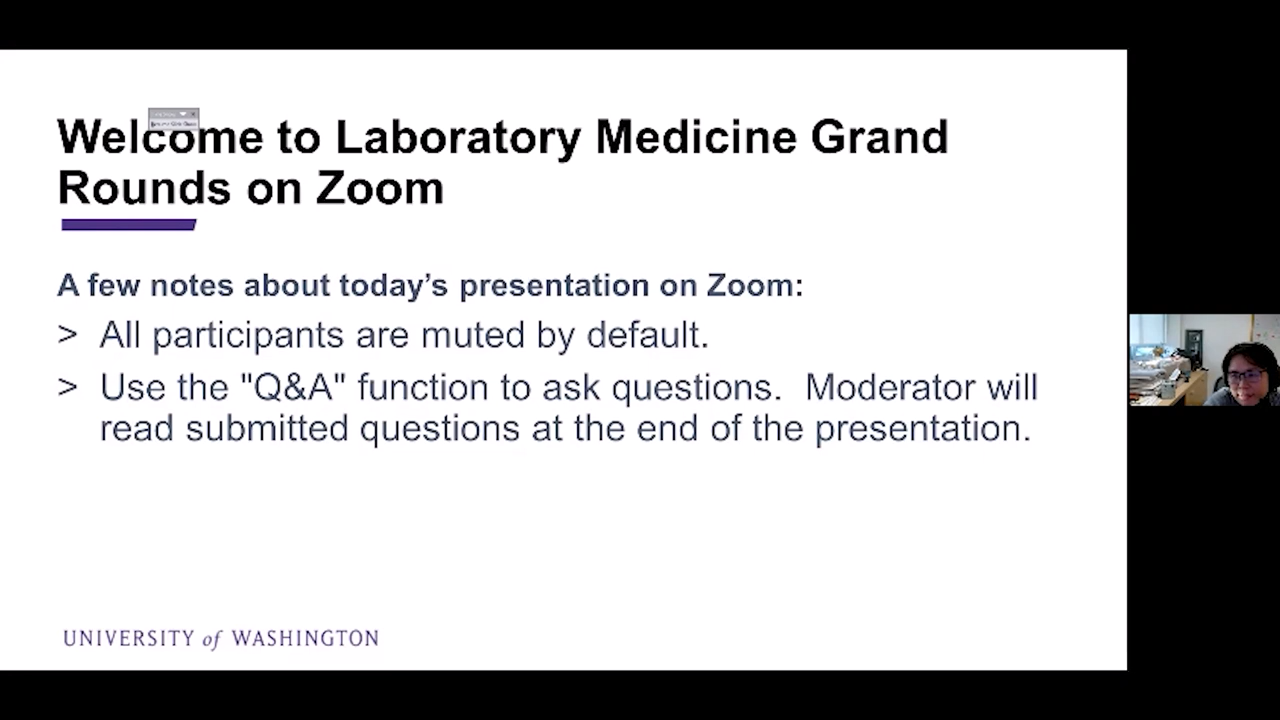 Welcome to Laboratory Medicine Grand
Rounds on Zoom
A few notes about today’s presentation on Zoom:
> All participants are muted by default.
> Use the "Q&A" function to ask questions.  Moderator will
read submitted questions at the end of the presentation.
UNIVERSITY of WASHINGTON